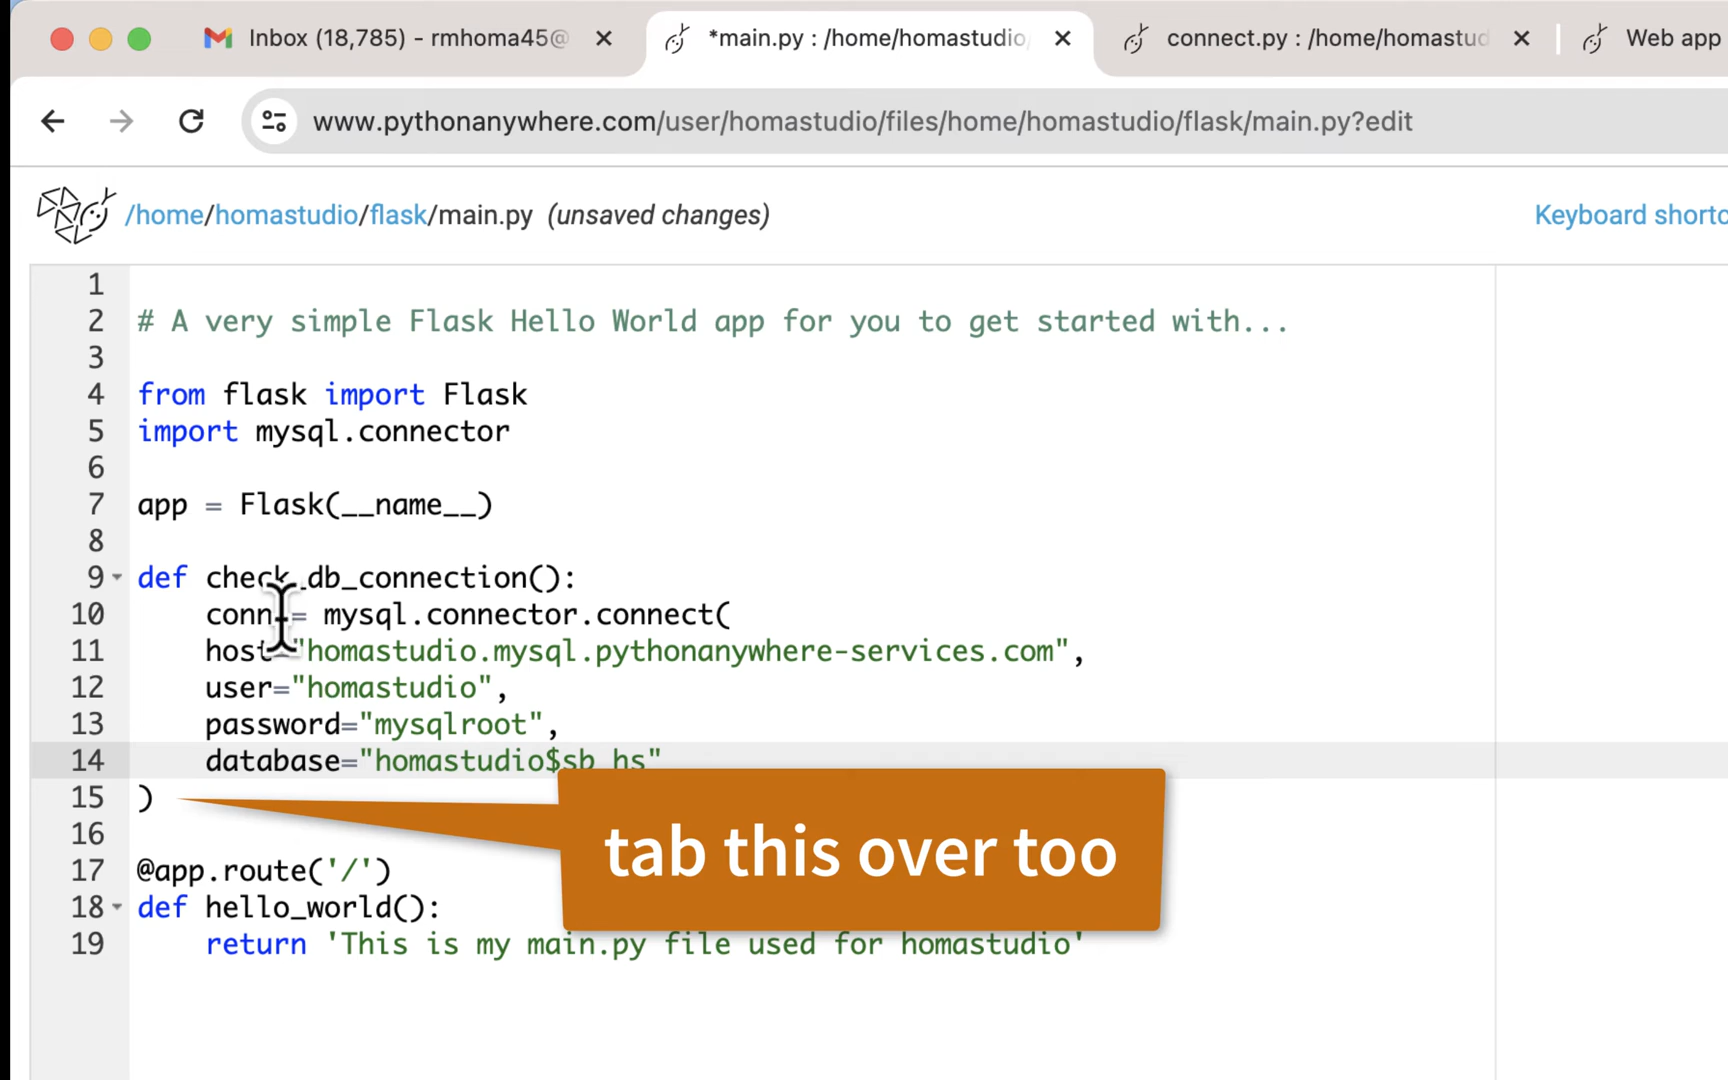 Inbox (18,785) - rmhoma45@
*main.py : /home/homastudio
connect.py : /home/homastud
Web app
www.pythonanywhere.com/user/homastudio/files/home/homastudio/flask/main.py?edit
/home/homastudio/flask/main.py (unsaved changes)
Keyboard shortc
1
2 # A very simple Flask Hello World app for you to get started with...
3
4 from flask import Flask
5 import mysql.connector
6
7 app = Flask(__name__)
8
9 def check_db_connection():
10 conn = mysql.connector.connect(
11 host="homastudio.mysql.pythonanywhere-services.com",
12 user="homastudio",
13 password="mysqlroot",
14 database="homastudio$sb_hs"
15 )
tab this over too
16
17 @app.route('/')
18 def hello_world():
19 return 'This is my main.py file used for homastudio'